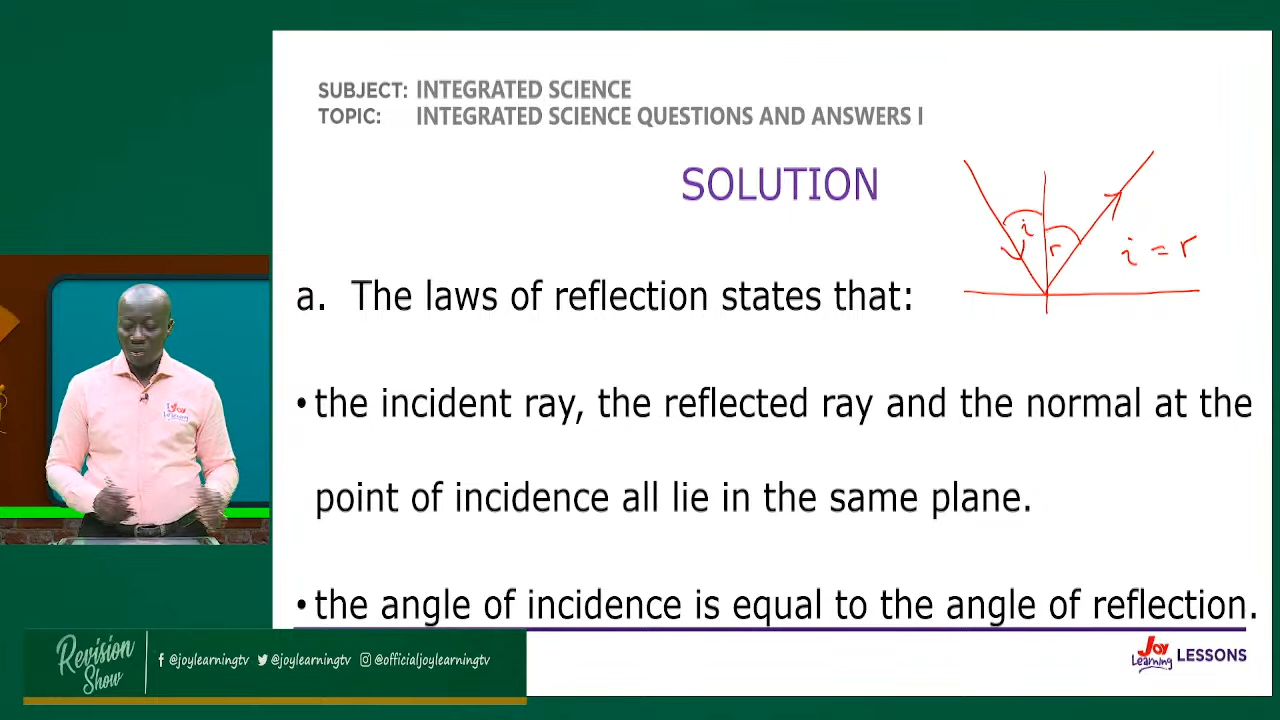 SUBJECT: INTEGRATED SCIENCE
TOPIC: INTEGRATED SCIENCE QUESTIONS AND ANSWERS I
SOLUTION
i
r
i = r
a. The laws of reflection states that:
• the incident ray, the reflected ray and the normal at the
point of incidence all lie in the same plane.
• the angle of incidence is equal to the angle of reflection.
Joy Learning
Revision Show
@joylearningtv @joylearningtv @officialjoylearningtv
Joy Learning LESSONS